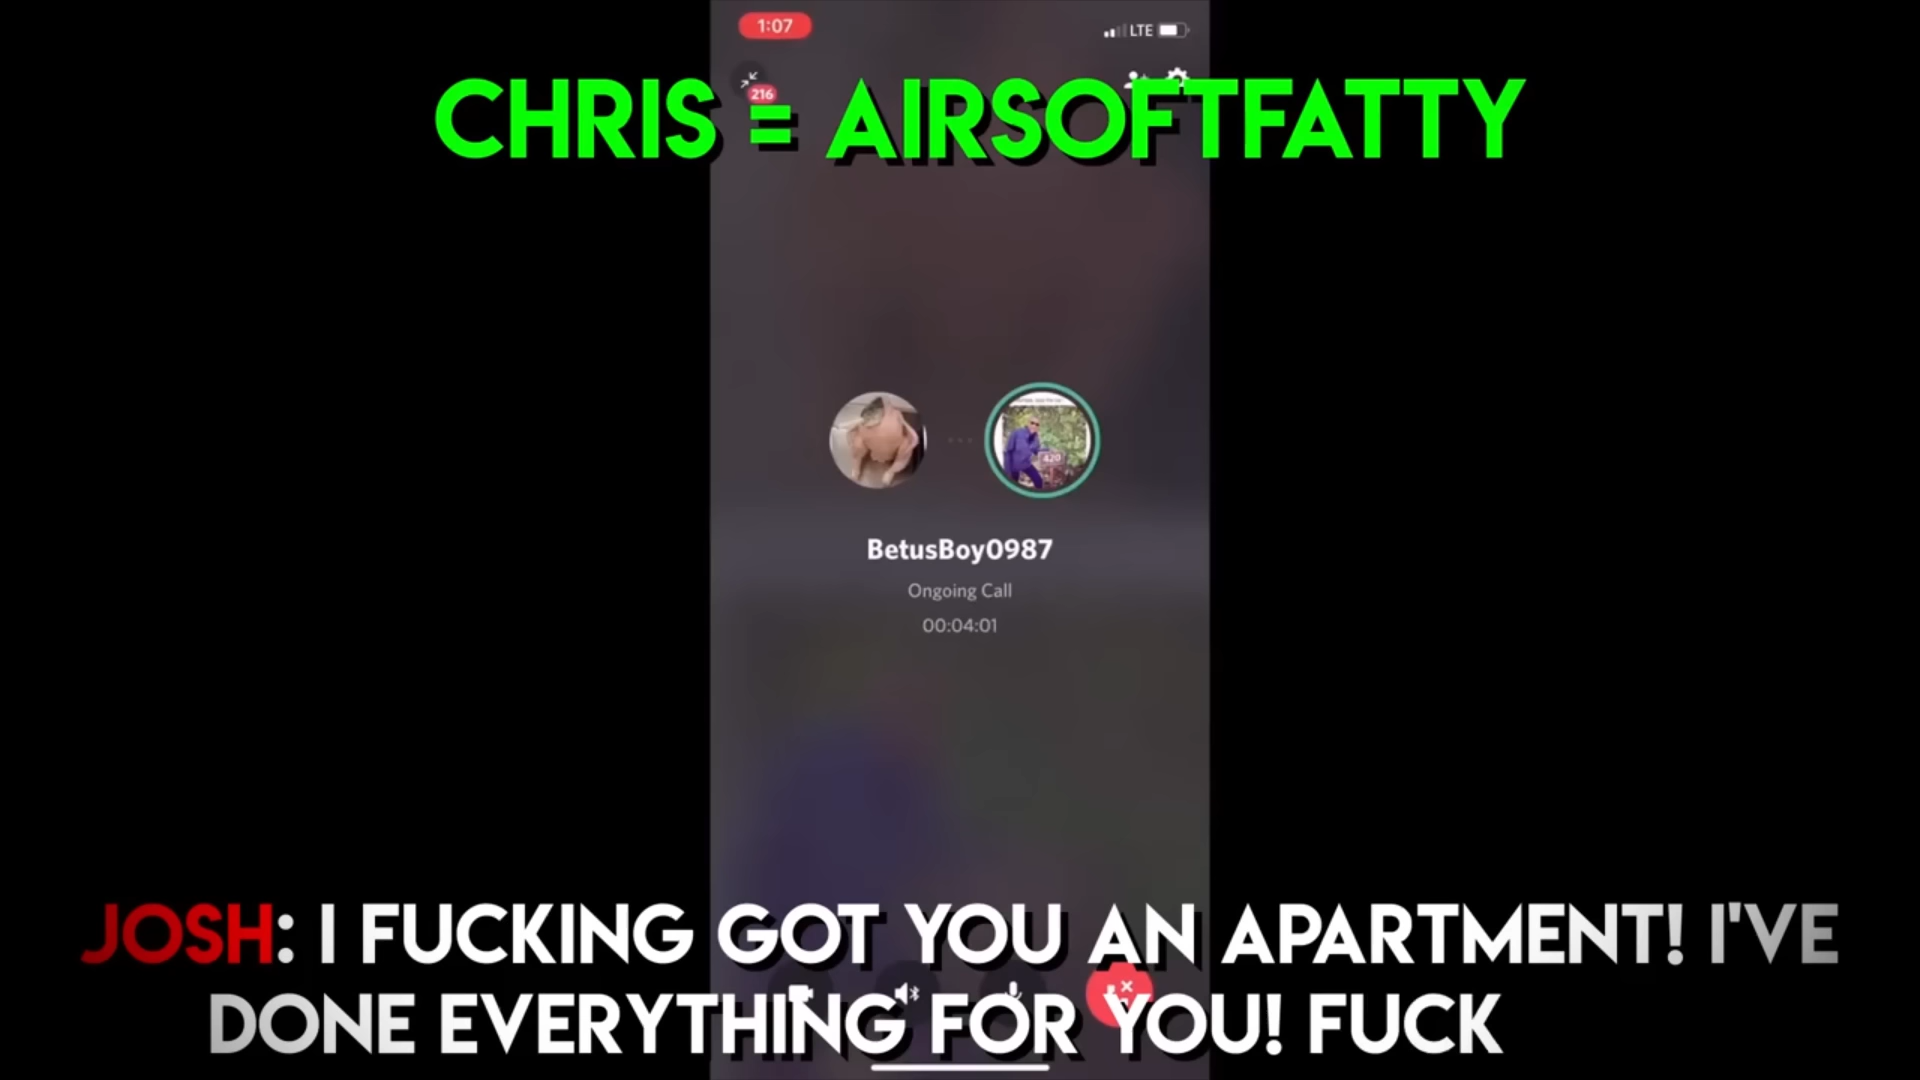 1:07
LTE
216
CHRIS = AIRSOFTFATTY
420
BetusBoy0987
Ongoing Call
00:04:01
JOSH: I FUCKING GOT YOU AN APARTMENT! I'VE
DONE EVERYTHING FOR YOU! FUCK